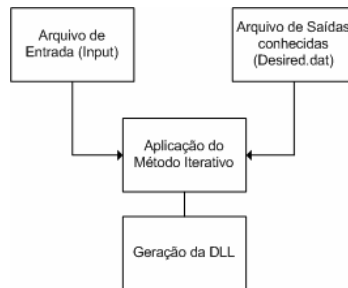 Arquivo de
Entrada (Input)
Arquivo de Saídas
conhecidas
(Desired.dat)
Aplicação do
Método Iterativo
Geração da DLL